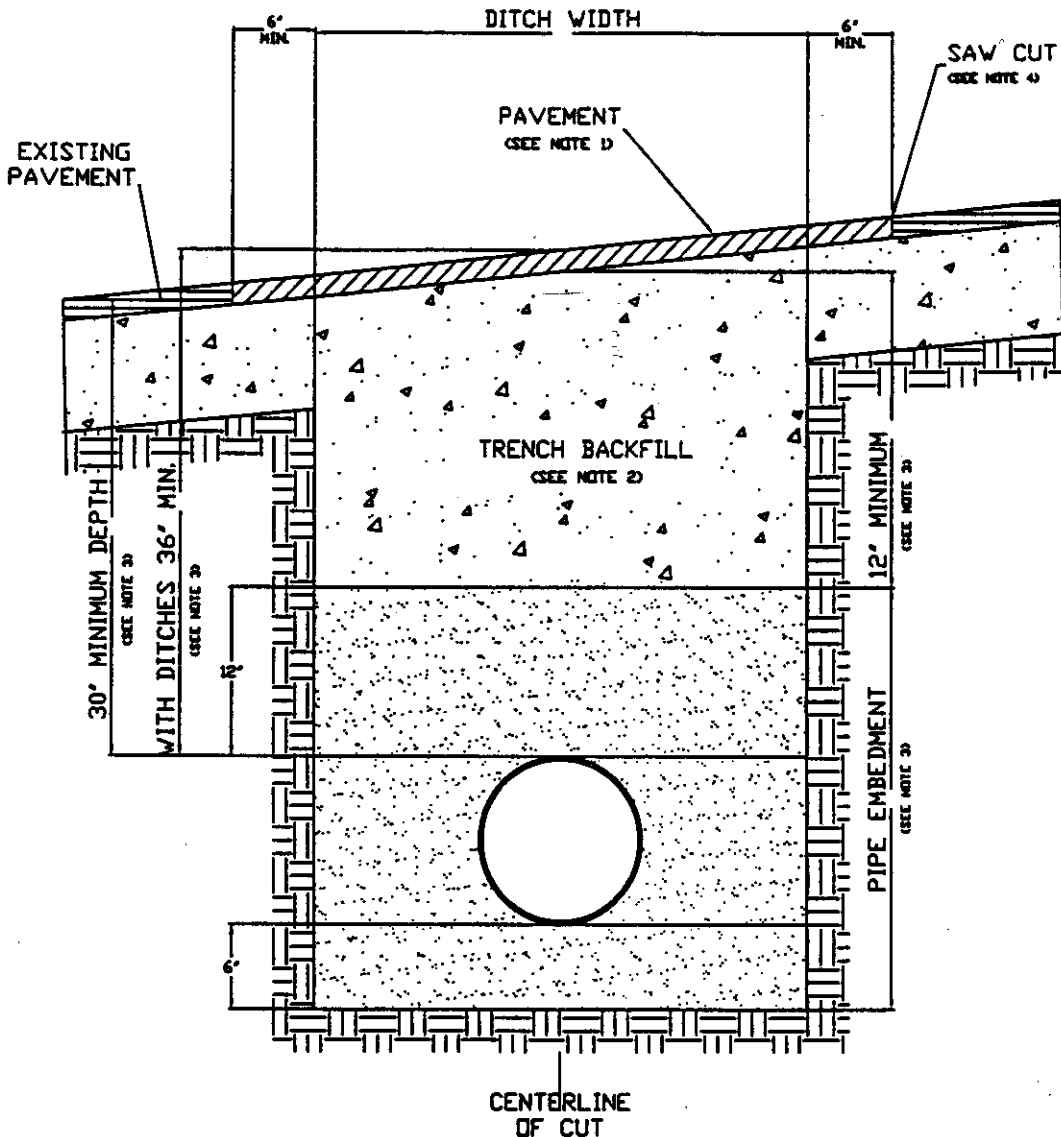 6" MIN.
DITCH WIDTH
6" MIN.
SAW CUT
(SEE NOTE 4)
PAVEMENT
(SEE NOTE 1)
EXISTING
PAVEMENT
TRENCH BACKFILL
(SEE NOTE 2)
30" MINIMUM DEPTH
(SEE NOTE 3)
WITH DITCHES 36" MIN.
(SEE NOTE 3)
12" MINIMUM
(SEE NOTE 3)
12"
PIPE EMBEDMENT
(SEE NOTE 3)
6"
CENTERLINE
OF CUT